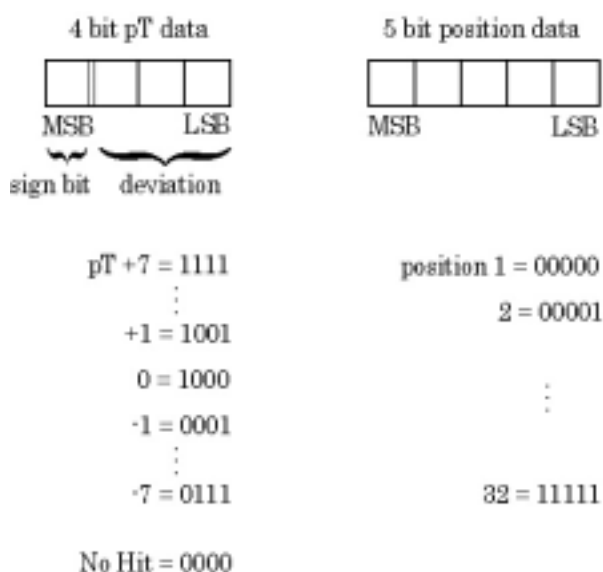 4 bit pT data
MSB LSB
sign bit deviation
pT +7 = 1111
⋮
+1 = 1001
0 = 1000
-1 = 0001
⋮
-7 = 0111
No Hit = 0000
5 bit position data
MSB LSB
position 1 = 00000
2 = 00001
⋮
32 = 11111